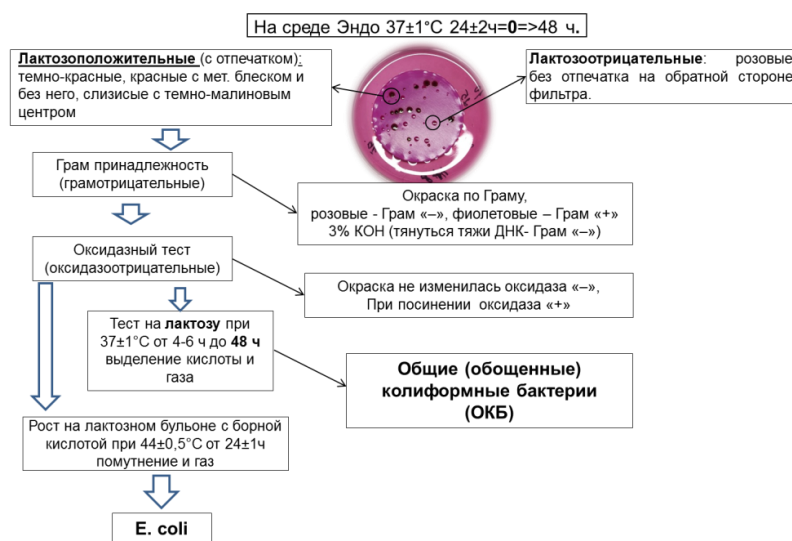 На среде Эндо 37±1°С 24±2ч=0=>48 ч.
Лактозоположительные (с отпечатком):
темно-красные, красные с мет. блеском и
без него, слизисые с темно-малиновым
центром
Лактозоотрицательные: розовые
без отпечатка на обратной стороне
фильтра.
Грам принадлежность
(грамотрицательные)
Окраска по Граму,
розовые - Грам «–», фиолетовые – Грам «+»
3% КОН (тянуться тяжи ДНК- Грам «–»)
Оксидазный тест
(оксидазоотрицательные)
Окраска не изменилась оксидаза «–»,
При посинении оксидаза «+»
Тест на лактозу при
37±1°С от 4-6 ч до 48 ч
выделение кислоты и
газа
Общие (обощенные)
колиформные бактерии
(ОКБ)
Рост на лактозном бульоне с борной
кислотой при 44±0,5°С от 24±1ч
помутнение и газ
E. coli